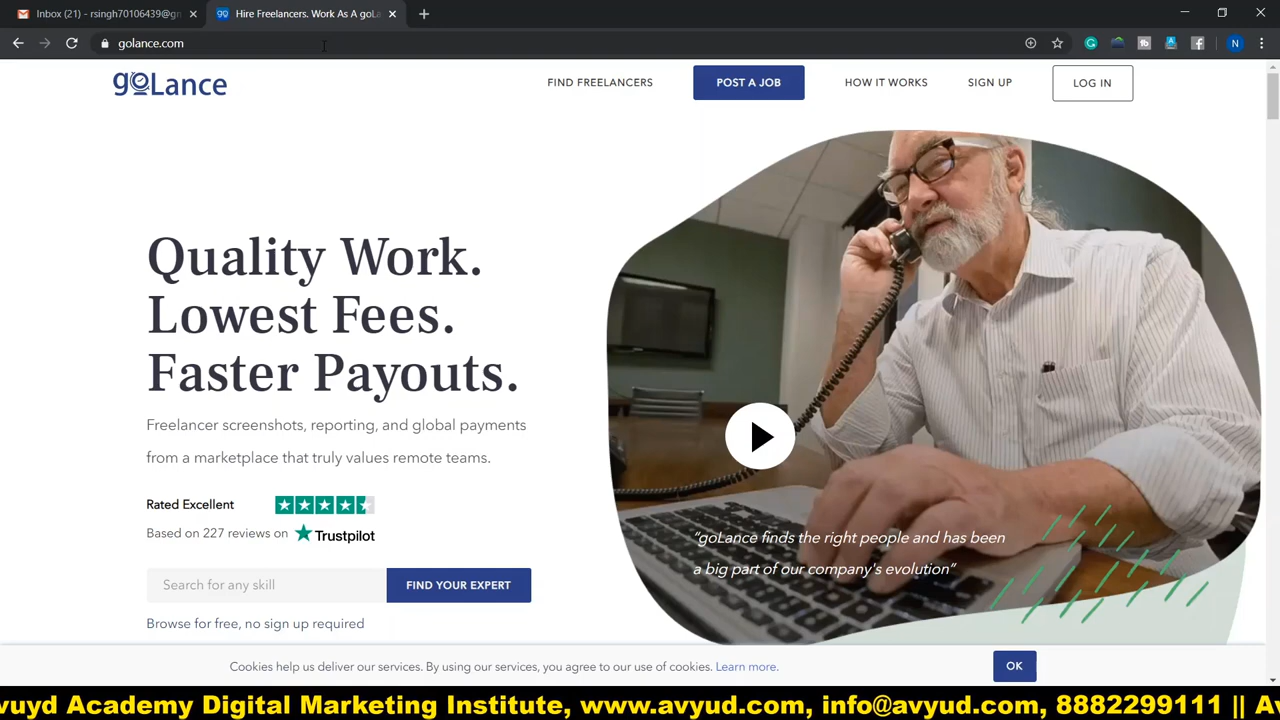 Inbox (21) - rsingh70106439@gm
Hire Freelancers. Work As A goLa
golance.com
goLance
FIND FREELANCERS
POST A JOB
HOW IT WORKS
SIGN UP
LOG IN
Quality Work.
Lowest Fees.
Faster Payouts.
Freelancer screenshots, reporting, and global payments
from a marketplace that truly values remote teams.
Rated Excellent
Based on 227 reviews on Trustpilot
Search for any skill
FIND YOUR EXPERT
Browse for free, no sign up required
“goLance finds the right people and has been
a big part of our company's evolution”
Cookies help us deliver our services. By using our services, you agree to our use of cookies. Learn more.
OK
vuyd Academy Digital Marketing Institute, www.avyud.com, info@avyud.com, 8882299111 || Av